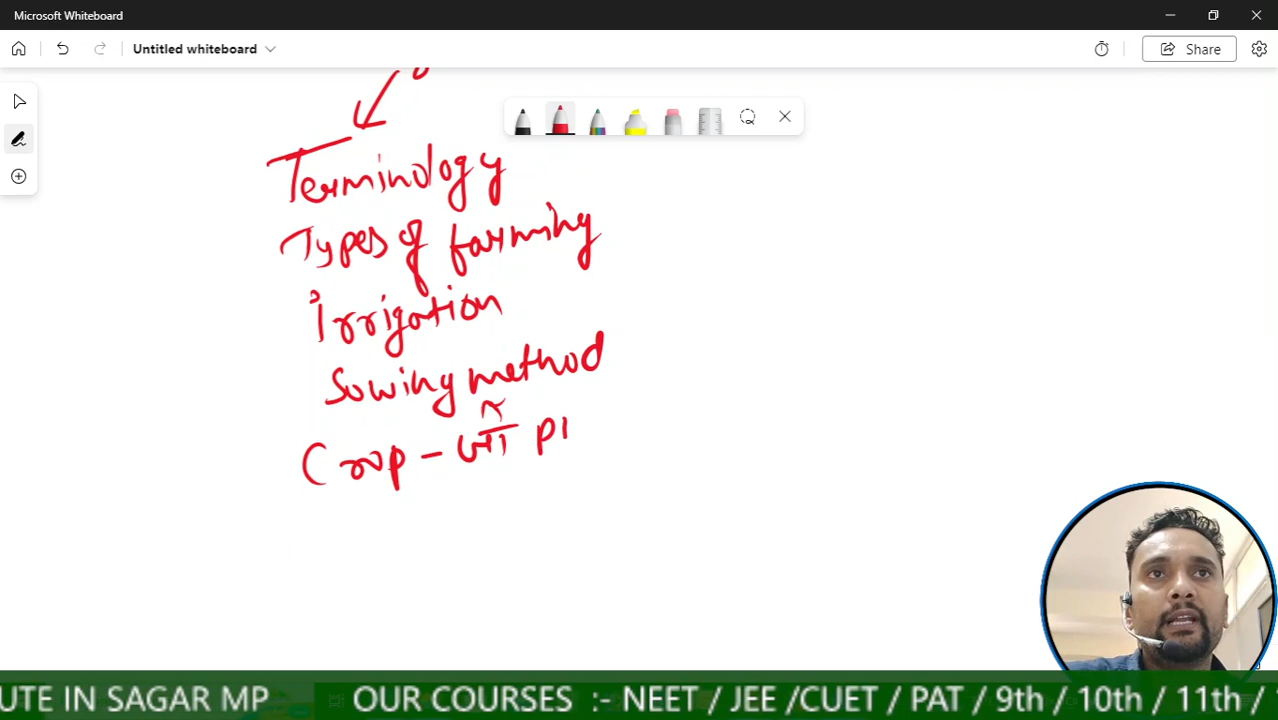 Microsoft Whiteboard
Untitled whiteboard
Share
Terminology
Types of farming
Irrigation
Sowing method
Crop - pl
UTE IN SAGAR MP OUR COURSES :- NEET / JEE /CUET / PAT / 9th / 10th / 11th /